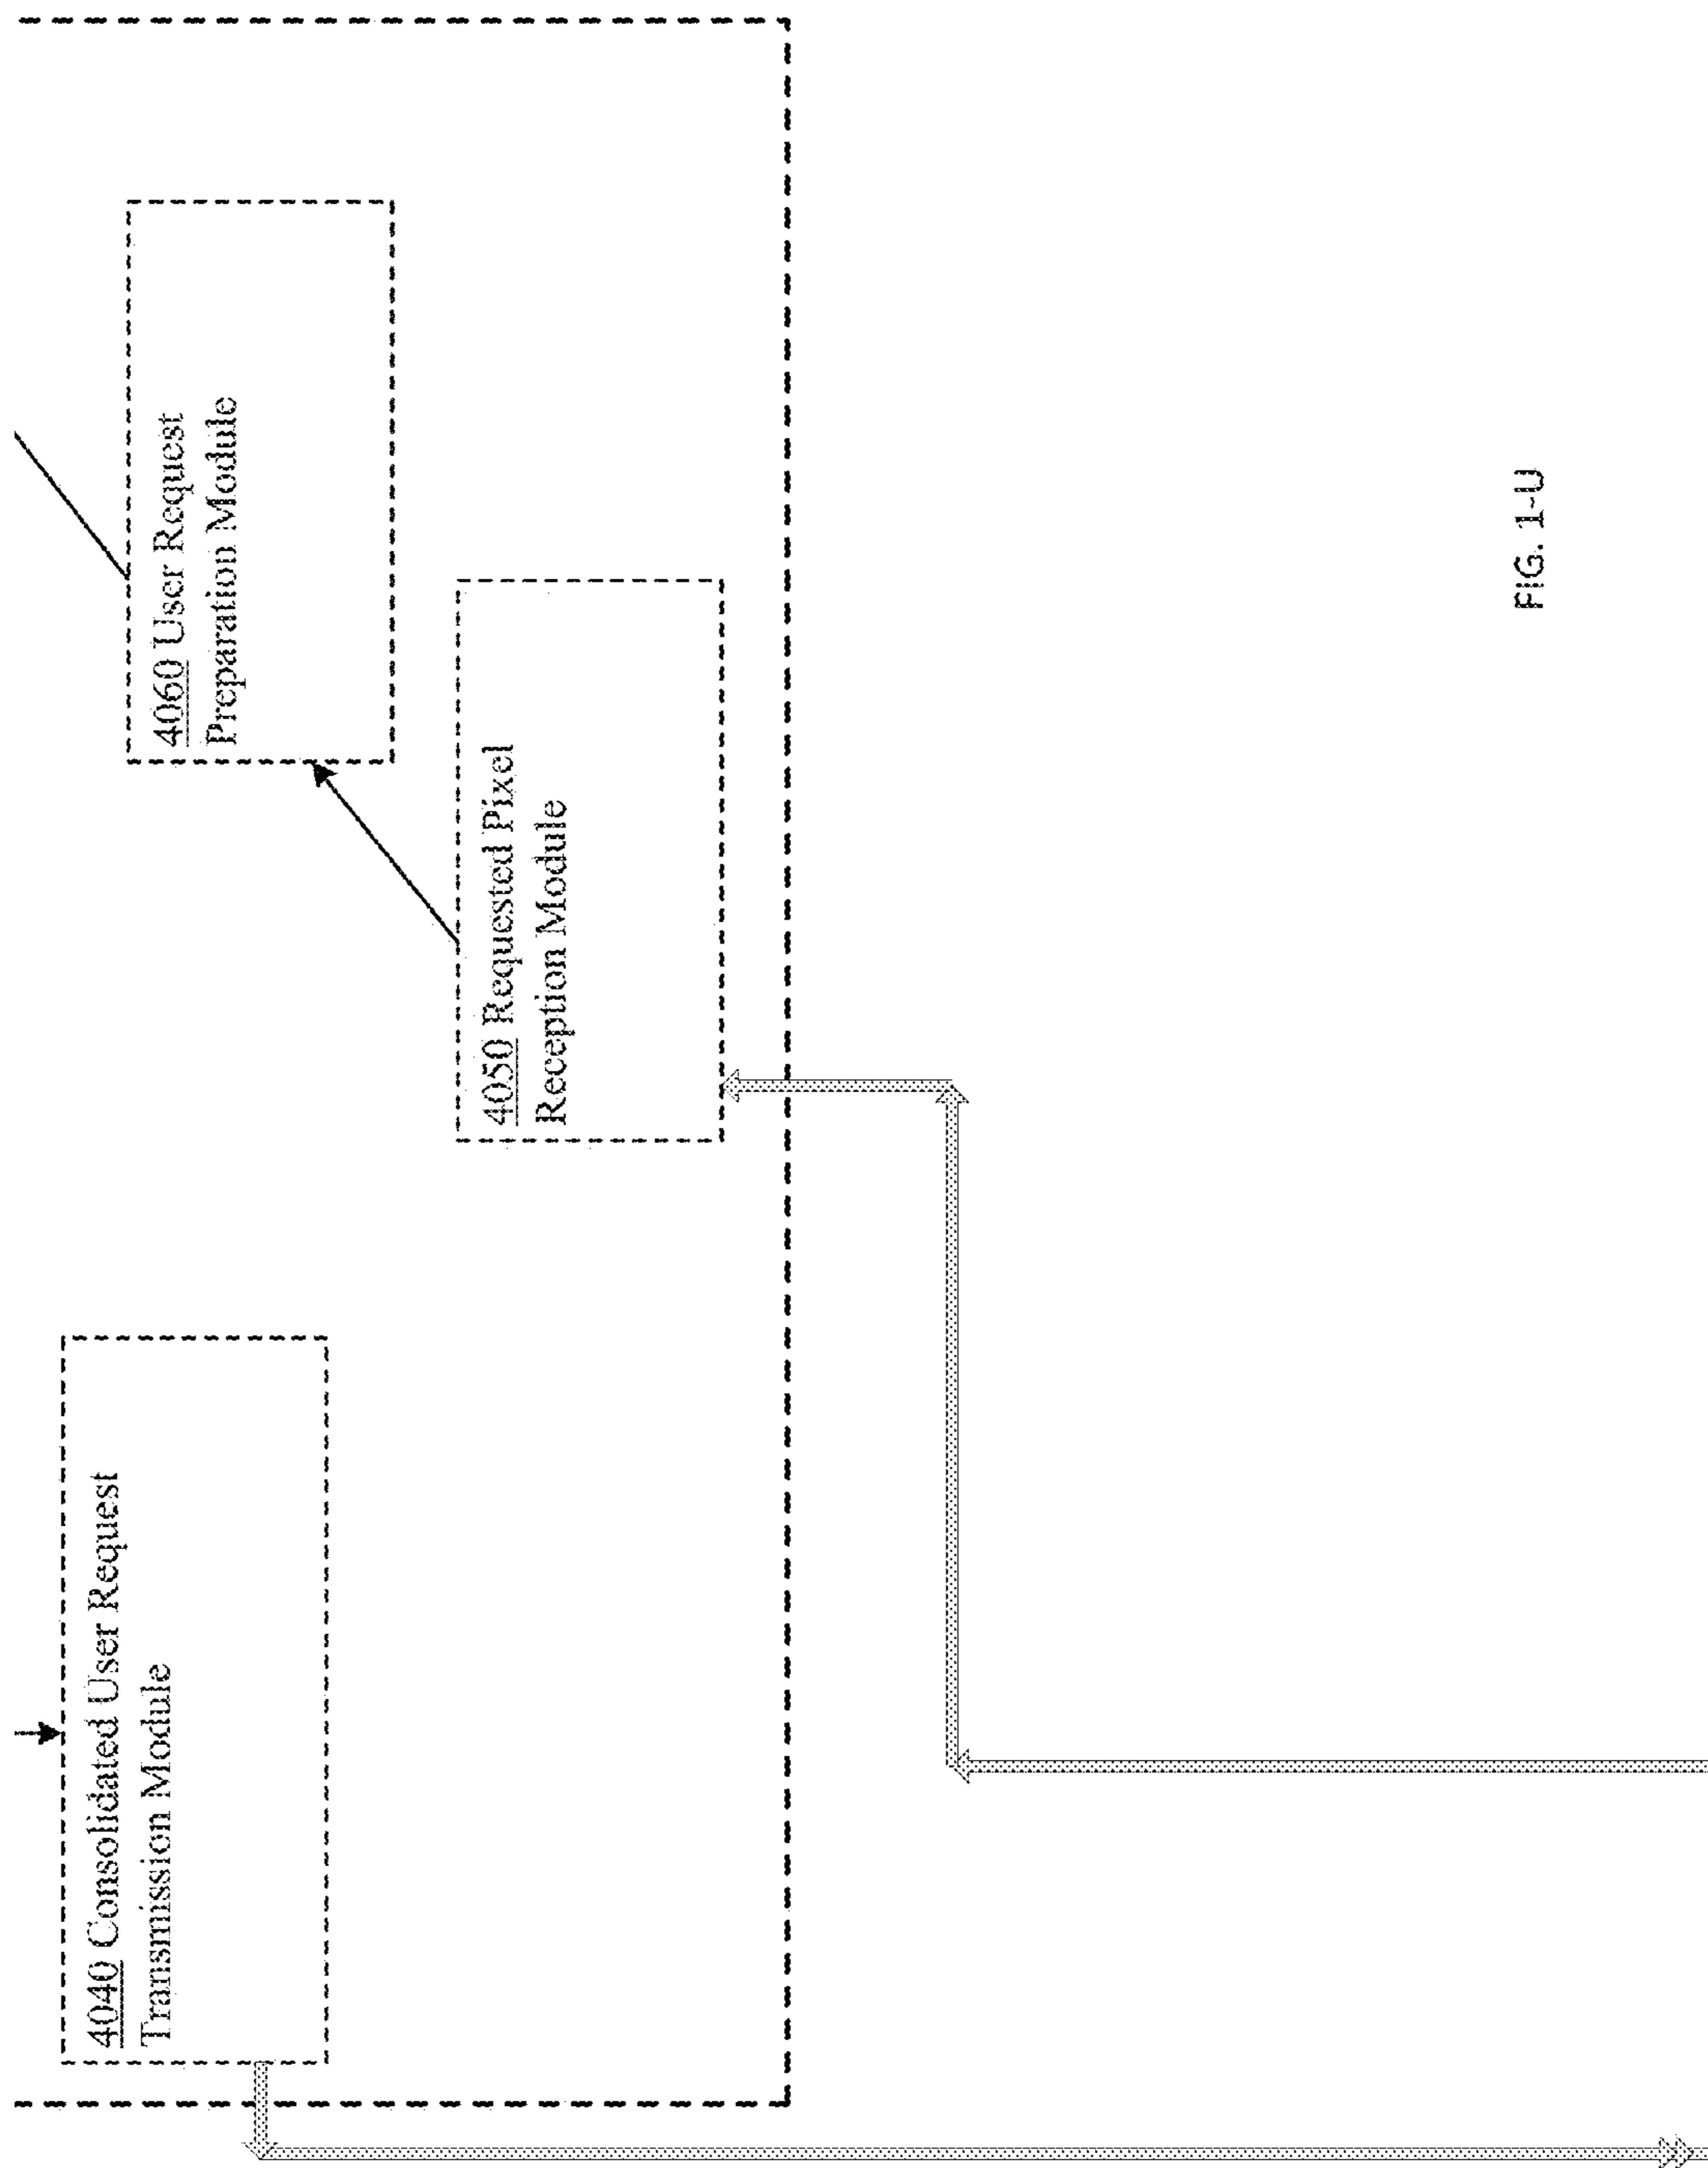 4040 Consolidated User Request
Transmission Module
4050 Requested Pixel
Reception Module
4060 User Request
Preparation Module
FIG. 1-U